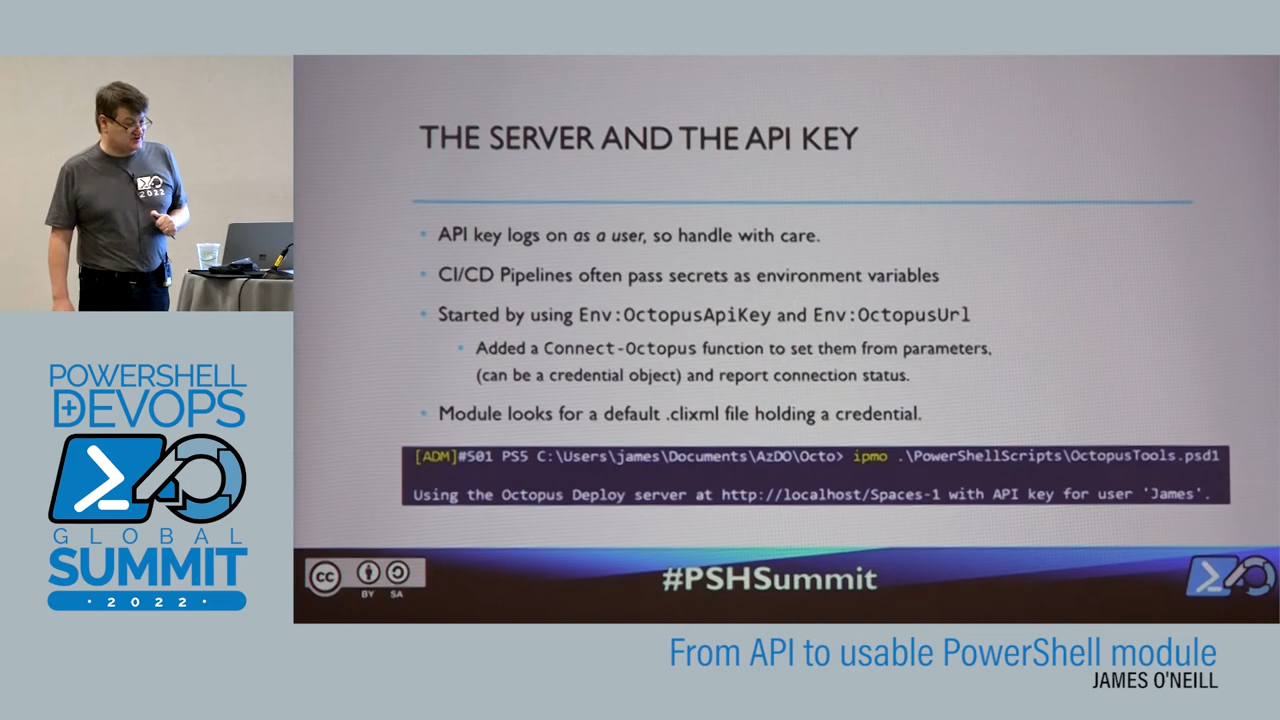 2022
POWERSHELL
+DEVOPS
GLOBAL
SUMMIT
· 2022 ·
THE SERVER AND THE API KEY
• API key logs on as a user, so handle with care.
• CI/CD Pipelines often pass secrets as environment variables
• Started by using Env:OctopusApiKey and Env:OctopusUrl
• Added a Connect-Octopus function to set them from parameters,
(can be a credential object) and report connection status.
• Module looks for a default .clixml file holding a credential.
[ADM]#501 PS5 C:\Users\james\Documents\AzDO\Octo> ipmo .\PowerShellScripts\OctopusTools.psd1
Using the Octopus Deploy server at http://localhost/Spaces-1 with API key for user 'James'.
cc BY SA
#PSHSummit
From API to usable PowerShell module
JAMES O'NEILL